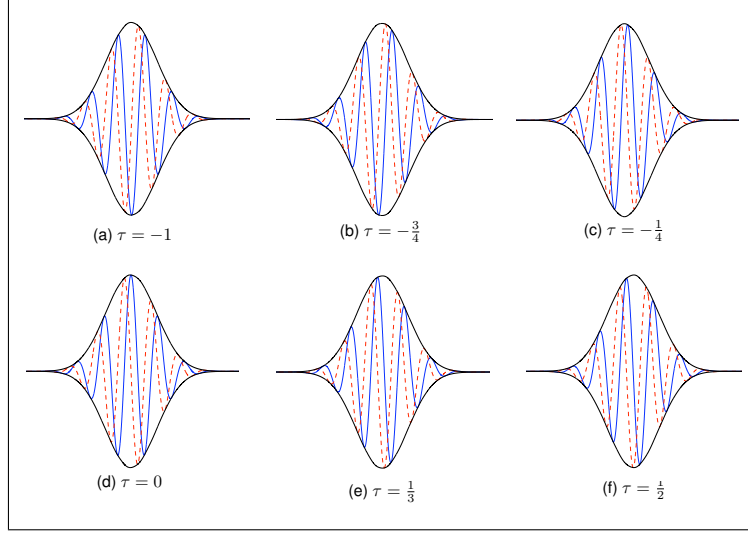 (a) τ = −1
(b) τ = −3/4
(c) τ = −1/4
(d) τ = 0
(e) τ = 1/3
(f) τ = 1/2